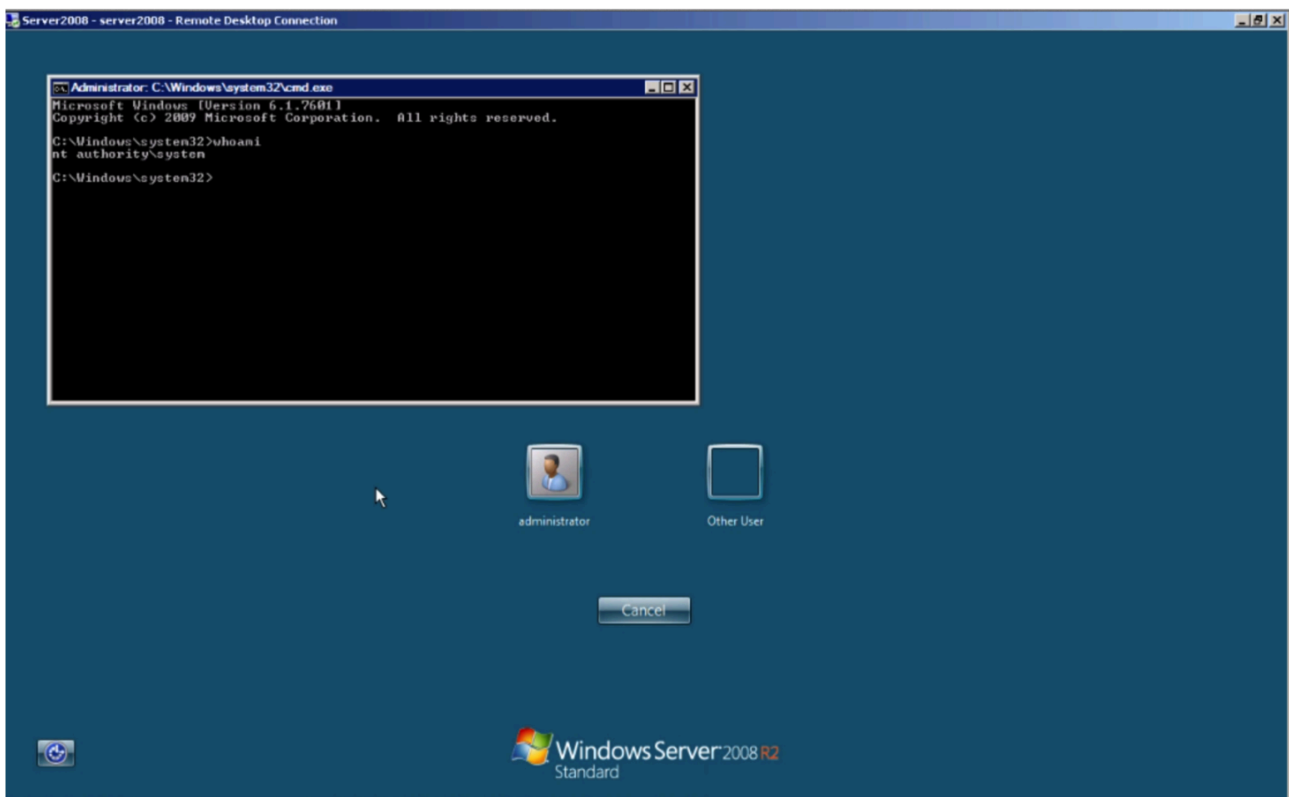 Server2008 - server2008 - Remote Desktop Connection
Administrator: C:\Windows\system32\cmd.exe
Microsoft Windows [Version 6.1.7601]
Copyright (c) 2009 Microsoft Corporation. All rights reserved.
C:\Windows\system32>whoami
nt authority\system
C:\Windows\system32>
administrator
Other User
Cancel
Windows Server 2008 R2
Standard